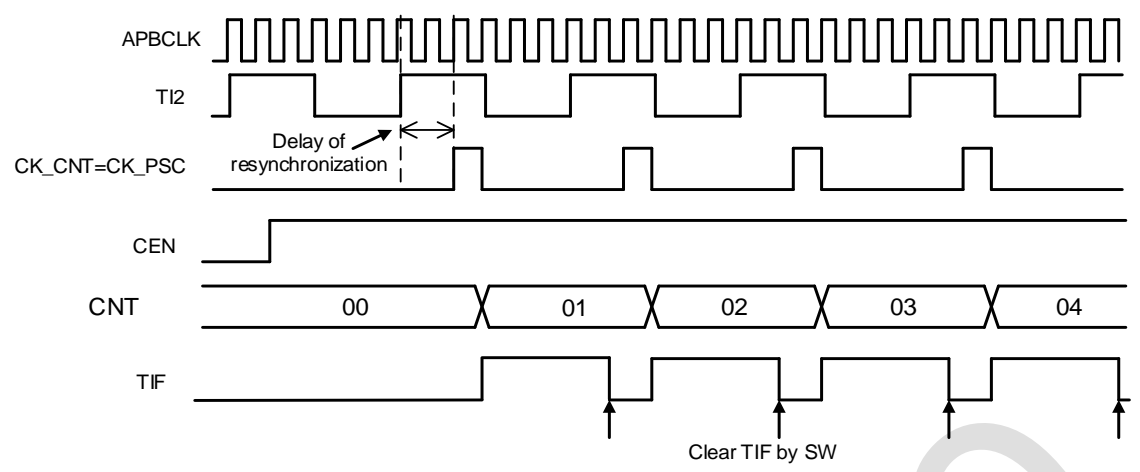 APBCLK
TI2
Delay of
resynchronization
CK_CNT=CK_PSC
CEN
CNT
00
01
02
03
04
TIF
Clear TIF by SW